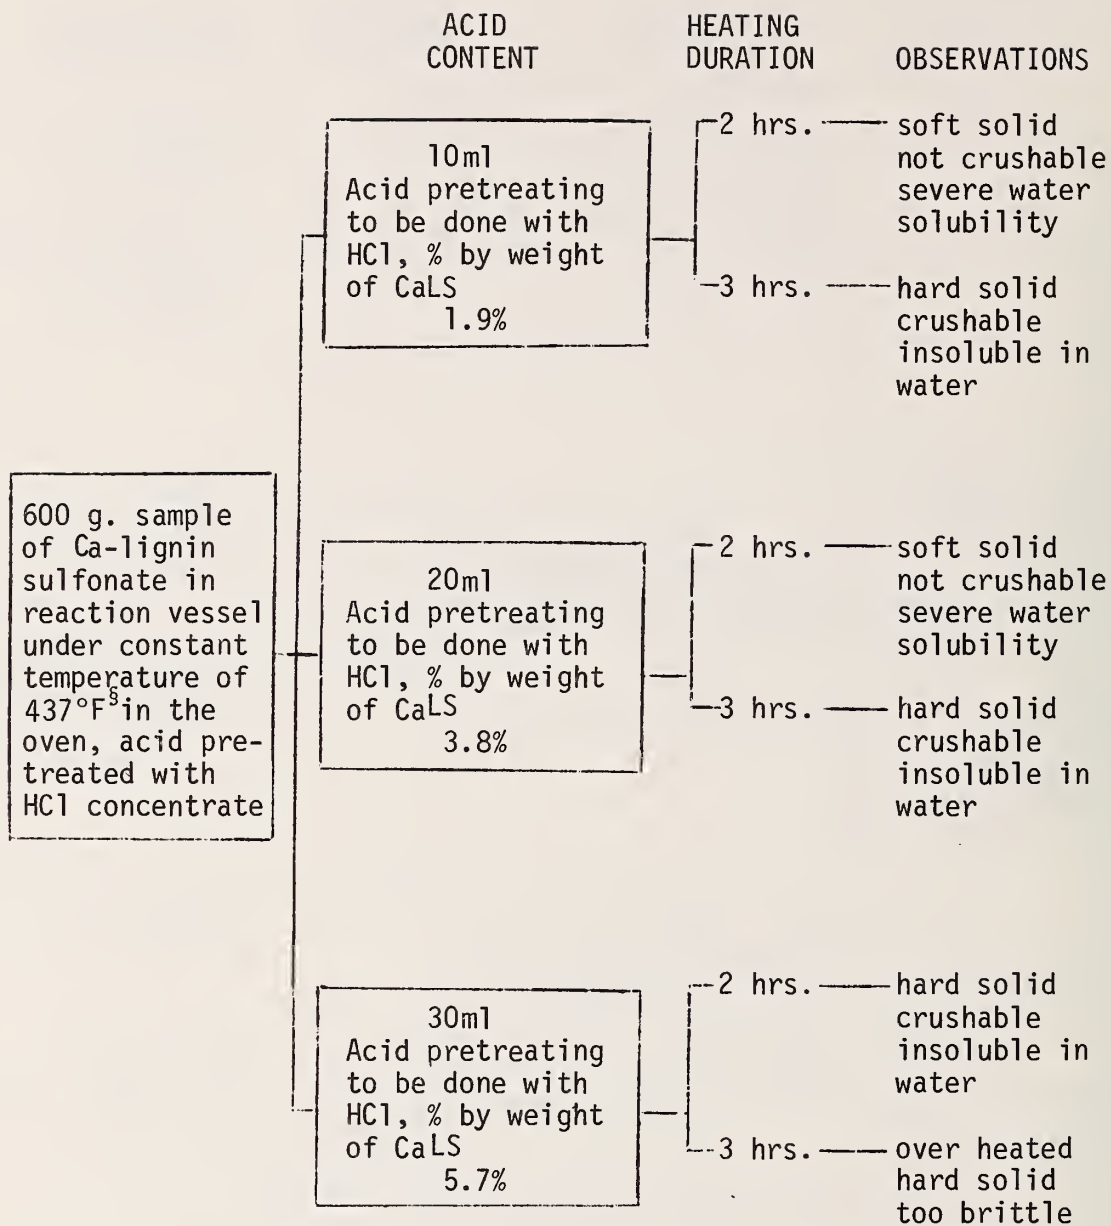 ACID
CONTENT
HEATING
DURATION
OBSERVATIONS
10ml
Acid pretreating
to be done with
HCl, % by weight
of CaLS
1.9%
2 hrs.
soft solid
not crushable
severe water
solubility
3 hrs.
hard solid
crushable
insoluble in
water
600 g. sample
of Ca-lignin
sulfonate in
reaction vessel
under constant
temperature of
437°F§ in the
oven, acid pre-
treated with
HCl concentrate
20ml
Acid pretreating
to be done with
HCl, % by weight
of CaLS
3.8%
2 hrs.
soft solid
not crushable
severe water
solubility
3 hrs.
hard solid
crushable
insoluble in
water
30ml
Acid pretreating
to be done with
HCl, % by weight
of CaLS
5.7%
2 hrs.
hard solid
crushable
insoluble in
water
3 hrs.
over heated
hard solid
too brittle